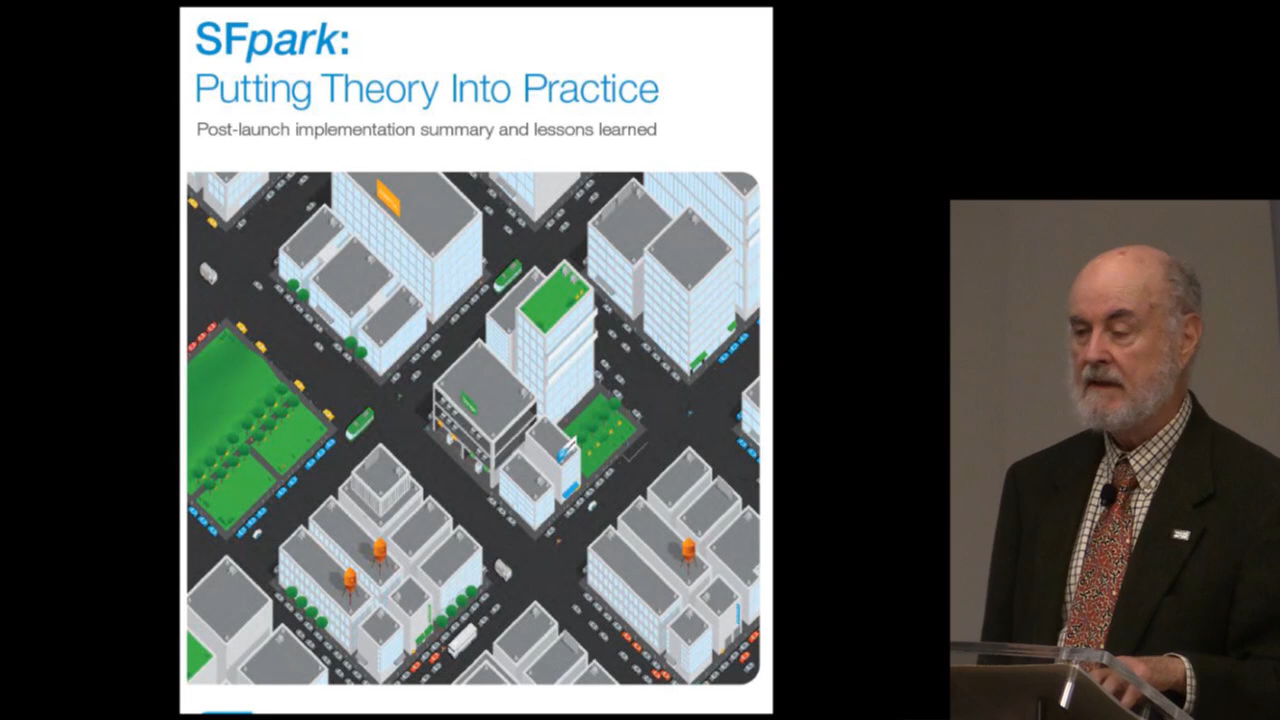 SFpark:
Putting Theory Into Practice
Post-launch implementation summary and lessons learned